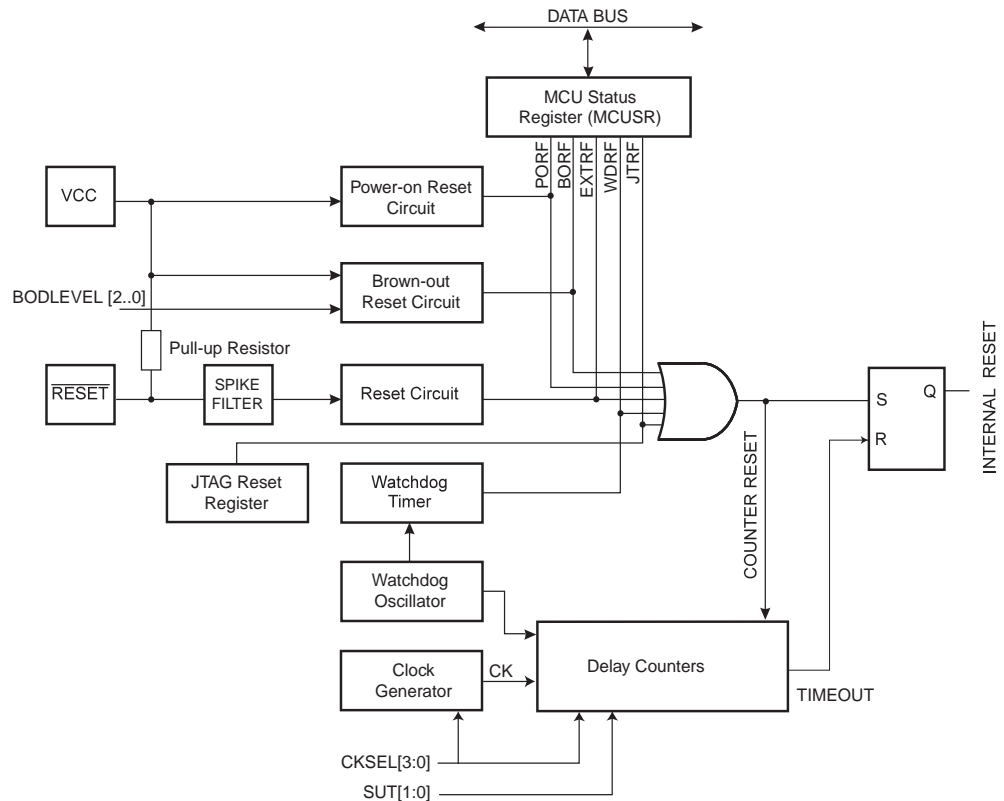 DATA BUS
MCU Status
Register (MCUSR)
PORF
BORF
EXTRF
WDRF
JTRF
VCC
Power-on Reset
Circuit
Brown-out
Reset Circuit
BODLEVEL [2..0]
Pull-up Resistor
RESET
SPIKE
FILTER
Reset Circuit
S
Q
R
INTERNAL RESET
JTAG Reset
Register
Watchdog
Timer
COUNTER RESET
Watchdog
Oscillator
Clock
Generator
CK
Delay Counters
TIMEOUT
CKSEL[3:0]
SUT[1:0]